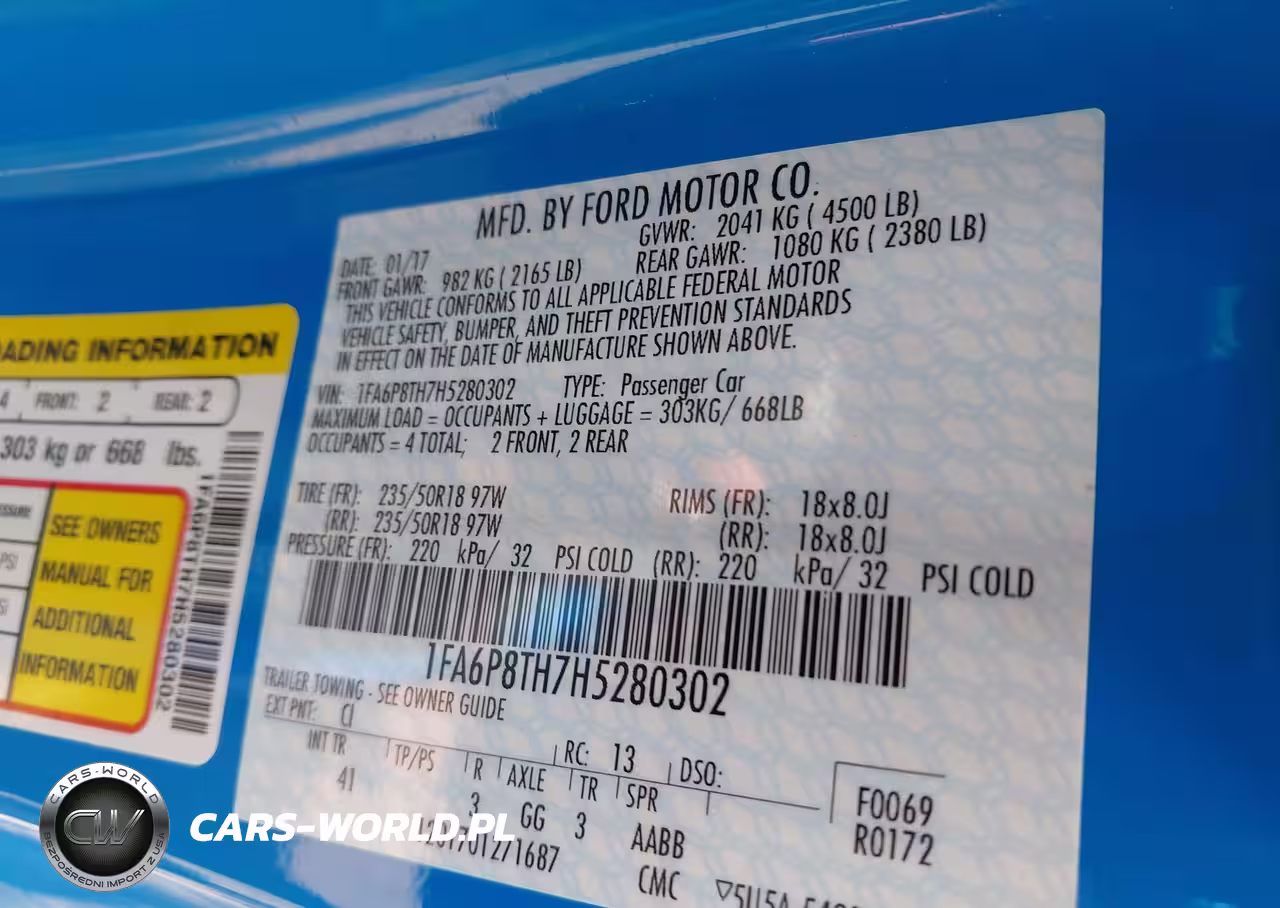 MFD. BY FORD MOTOR CO.
DATE: 01/17 GVWR: 2041 KG ( 4500 LB)
FRONT GAWR: 982 KG ( 2165 LB) REAR GAWR: 1080 KG ( 2380 LB)
THIS VEHICLE CONFORMS TO ALL APPLICABLE FEDERAL MOTOR
VEHICLE SAFETY, BUMPER, AND THEFT PREVENTION STANDARDS
IN EFFECT ON THE DATE OF MANUFACTURE SHOWN ABOVE.
VIN: 1FA6P8TH7H5280302 TYPE: Passenger Car
MAXIMUM LOAD = OCCUPANTS + LUGGAGE = 303KG/ 668LB
OCCUPANTS = 4 TOTAL; 2 FRONT, 2 REAR
TIRE (FR): 235/50R18 97W RIMS (FR): 18x8.0J
(RR): 235/50R18 97W (RR): 18x8.0J
PRESSURE (FR): 220 kPa/ 32 PSI COLD (RR): 220 kPa/ 32 PSI COLD
1FA6P8TH7H5280302
TRAILER TOWING - SEE OWNER GUIDE
EXT PNT: CI RC: 13 DSO:
INT TR TP/PS R AXLE TR SPR
41 3 GG 3 AABB
F0069
R0172
CMC
ADING INFORMATION
4 FRONT: 2 REAR: 2
303 kg or 668 lbs.
PSI
SEE OWNERS
MANUAL FOR
ADDITIONAL
INFORMATION
1FA6P8TH7H5280302
CARS-WORLD
CW
BEZPOŚREDNI IMPORT Z USA
CARS-WORLD.PL